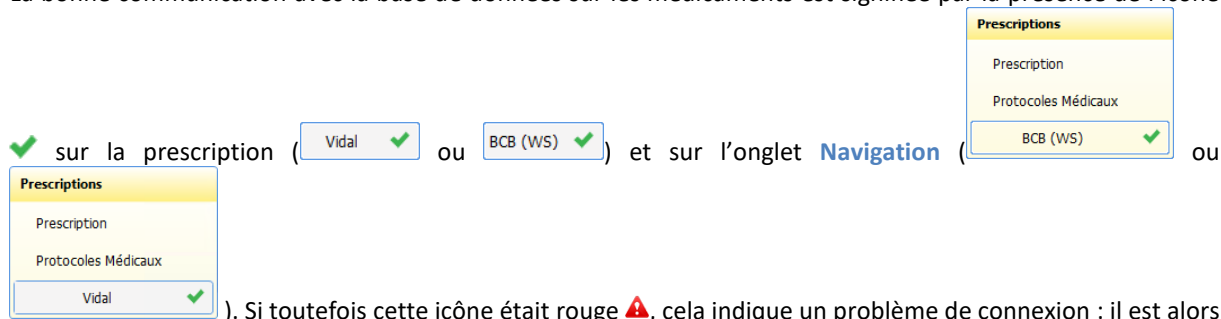 La bonne communication avec la base de données sur les médicaments est signifiée par la présence de l'icône
Prescriptions
Prescription
Protocoles Médicaux
BCB (WS)
sur la prescription ( Vidal ou BCB (WS) ) et sur l'onglet Navigation ( ou
Prescriptions
Prescription
Protocoles Médicaux
Vidal
). Si toutefois cette icône était rouge , cela indique un problème de connexion : il est alors